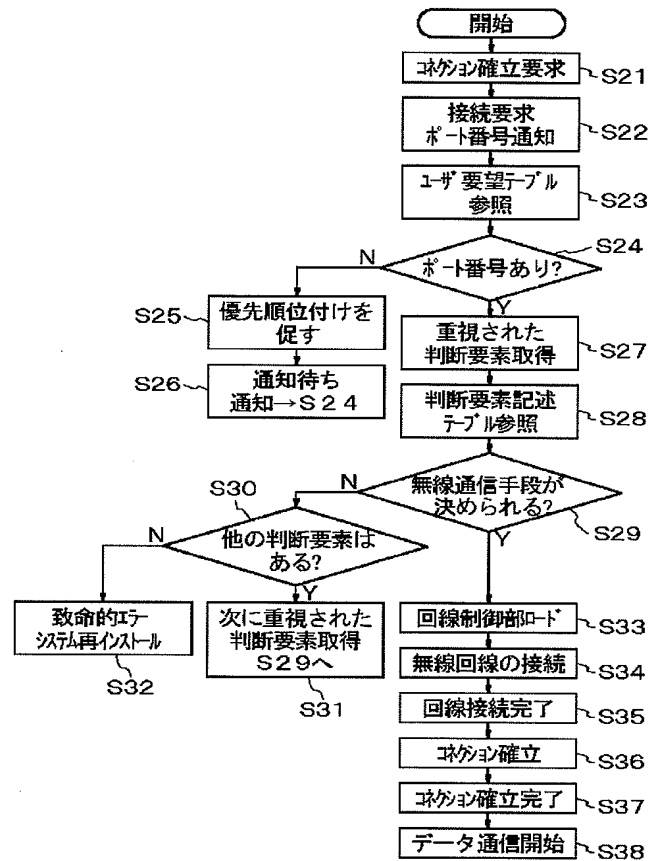 開始
コネクション確立要求
S21
接続要求
ポート番号通知
S22
ユーザ要望テーブル
参照
S23
S24
N
ポート番号あり?
Y
S25
優先順位付けを
促す
重視された
判断要素取得
S27
S26
通知待ち
通知→S24
判断要素記述
テーブル参照
S28
N
無線通信手段が
決められる?
S29
Y
S30
N
他の判断要素は
ある?
Y
致命的エラー
システム再インストール
S32
次に重視された
判断要素取得
S29へ
S31
回線制御部ロード
S33
無線回線の接続
S34
回線接続完了
S35
コネクション確立
S36
コネクション確立完了
S37
データ通信開始
S38